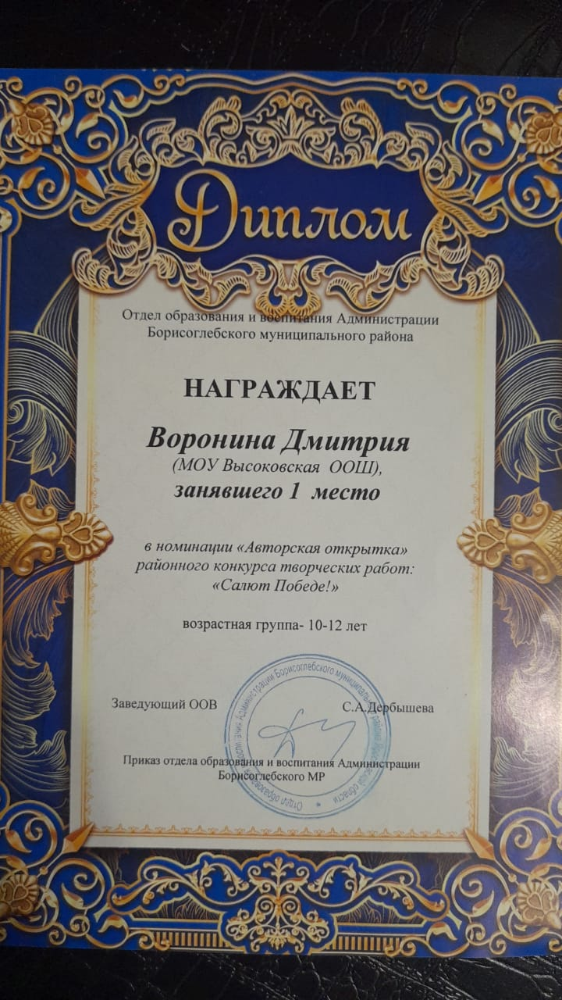 Диплом
Отдел образования и воспитания Администрации
Борисоглебского муниципального района
НАГРАЖДАЕТ
Воронина Дмитрия
(МОУ Высоковская ООШ),
занявшего 1 место
в номинации «Авторская открытка»
районного конкурса творческих работ:
«Салют Победе!»
возрастная группа- 10-12 лет
Заведующий ООВ С.А.Дербышева
Приказ отдела образования и воспитания Администрации
Борисоглебского МР
Отдел образования и воспитания Администрации Борисоглебского муниципального района Ярославской области *